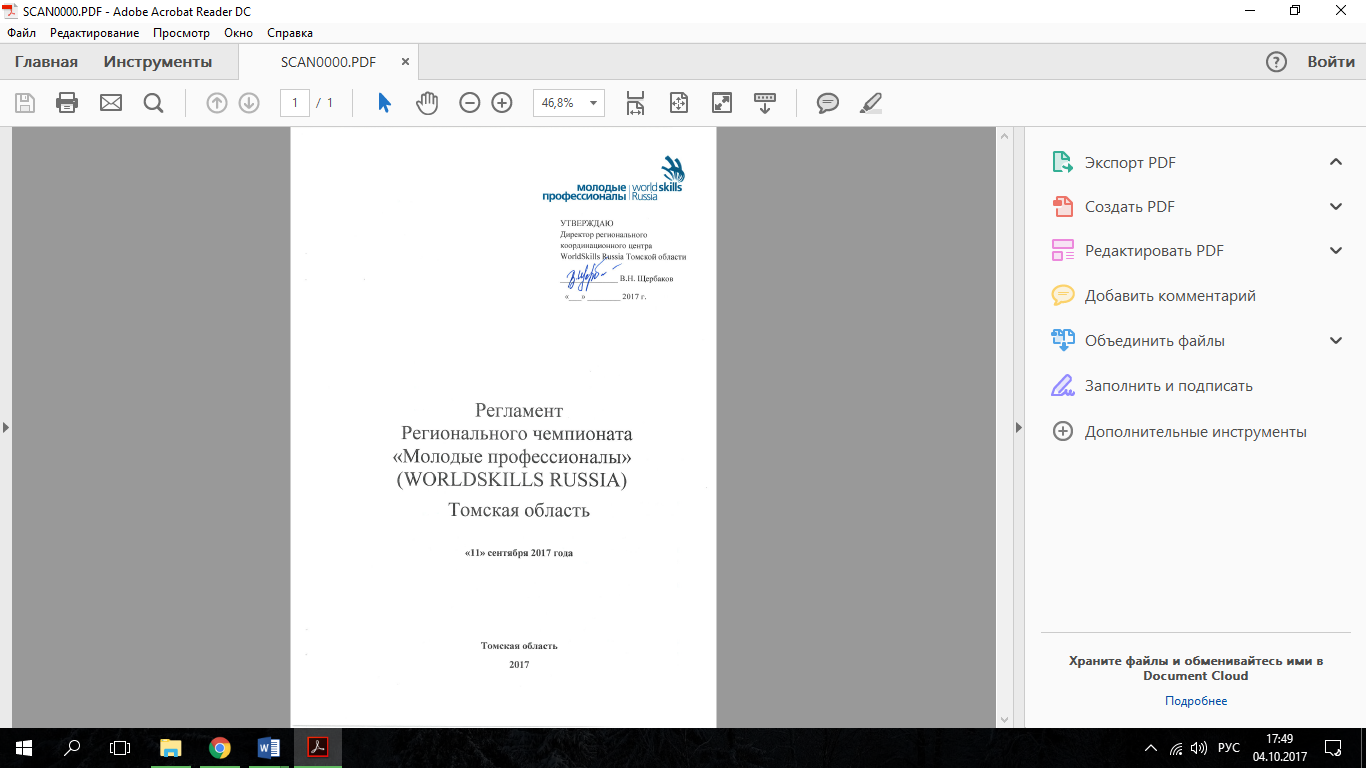 SCAN0000.PDF - Adobe Acrobat Reader DC
Файл Редактирование Просмотр Окно Справка
Главная Инструменты SCAN0000.PDF × Войти
1 / 1 46,8%
молодые профессионалы
worldskills Russia
УТВЕРЖДАЮ
Директор регионального
координационного центра
WorldSkills Russia Томской области
______________ В.Н. Щербаков
«___» ________ 2017 г.
Регламент
Регионального чемпионата
«Молодые профессионалы»
(WORLDSKILLS RUSSIA)
Томская область
«11» сентября 2017 года
Томская область
2017
Экспорт PDF
Создать PDF
Редактировать PDF
Добавить комментарий
Объединить файлы
Заполнить и подписать
Дополнительные инструменты
Храните файлы и обменивайтесь ими в
Document Cloud
Подробнее
РУС
17:49
04.10.2017